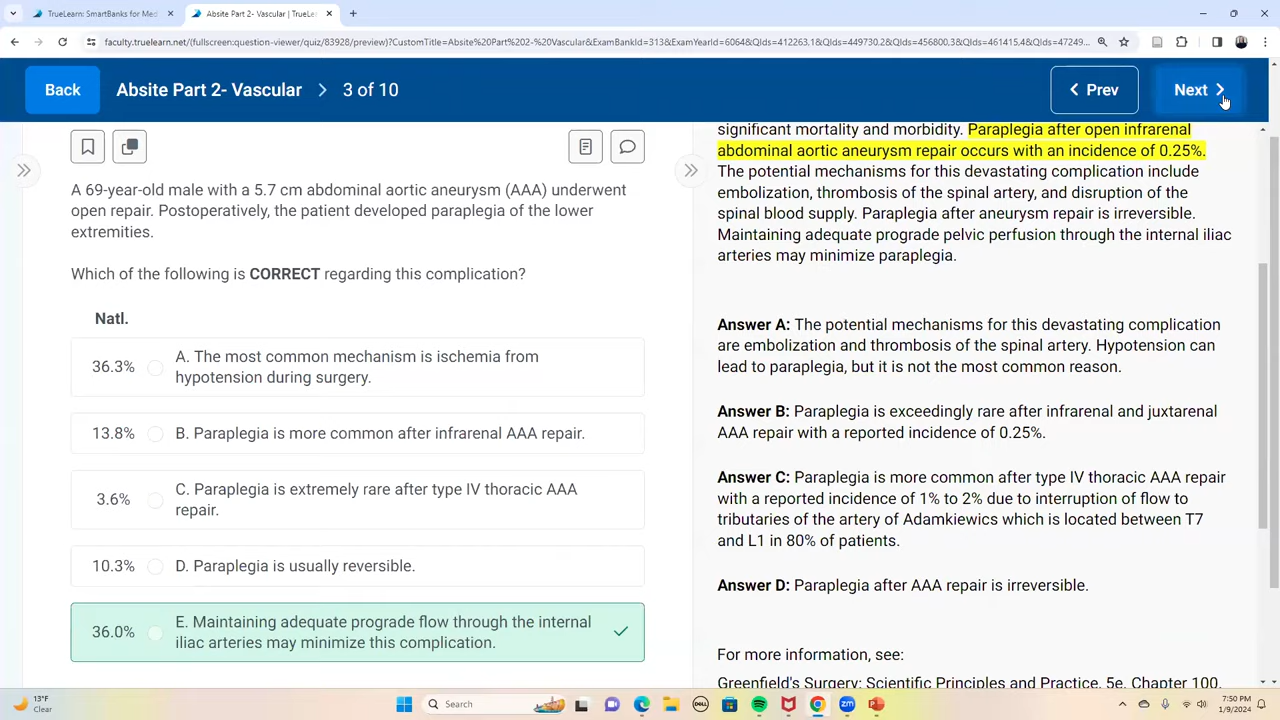 TrueLearn: SmartBanks for Med
Absite Part 2- Vascular | TrueLe
faculty.truelearn.net/(fullscreen:question-viewer/quiz/83928/preview)?CustomTitle=Absite%20Part%202-%20Vascular&ExamBankId=313&ExamYearId=6064&QIds=412263,1&QIds=449730,2&QIds=456800,3&QIds=461415,4&QIds=47249...
Back
Absite Part 2- Vascular
3 of 10
Prev
Next
A 69-year-old male with a 5.7 cm abdominal aortic aneurysm (AAA) underwent
open repair. Postoperatively, the patient developed paraplegia of the lower
extremities.
Which of the following is CORRECT regarding this complication?
Natl.
36.3%
A. The most common mechanism is ischemia from
hypotension during surgery.
13.8%
B. Paraplegia is more common after infrarenal AAA repair.
3.6%
C. Paraplegia is extremely rare after type IV thoracic AAA
repair.
10.3%
D. Paraplegia is usually reversible.
36.0%
E. Maintaining adequate prograde flow through the internal
iliac arteries may minimize this complication.
significant mortality and morbidity. Paraplegia after open infrarenal
abdominal aortic aneurysm repair occurs with an incidence of 0.25%.
The potential mechanisms for this devastating complication include
embolization, thrombosis of the spinal artery, and disruption of the
spinal blood supply. Paraplegia after aneurysm repair is irreversible.
Maintaining adequate prograde pelvic perfusion through the internal iliac
arteries may minimize paraplegia.
Answer A: The potential mechanisms for this devastating complication
are embolization and thrombosis of the spinal artery. Hypotension can
lead to paraplegia, but it is not the most common reason.
Answer B: Paraplegia is exceedingly rare after infrarenal and juxtarenal
AAA repair with a reported incidence of 0.25%.
Answer C: Paraplegia is more common after type IV thoracic AAA repair
with a reported incidence of 1% to 2% due to interruption of flow to
tributaries of the artery of Adamkiewics which is located between T7
and L1 in 80% of patients.
Answer D: Paraplegia after AAA repair is irreversible.
For more information, see:
Greenfield's Surgery: Scientific Principles and Practice, 5e, Chapter 100,
13°F
Clear
Search
DELL
zm
7:50 PM
1/9/2024